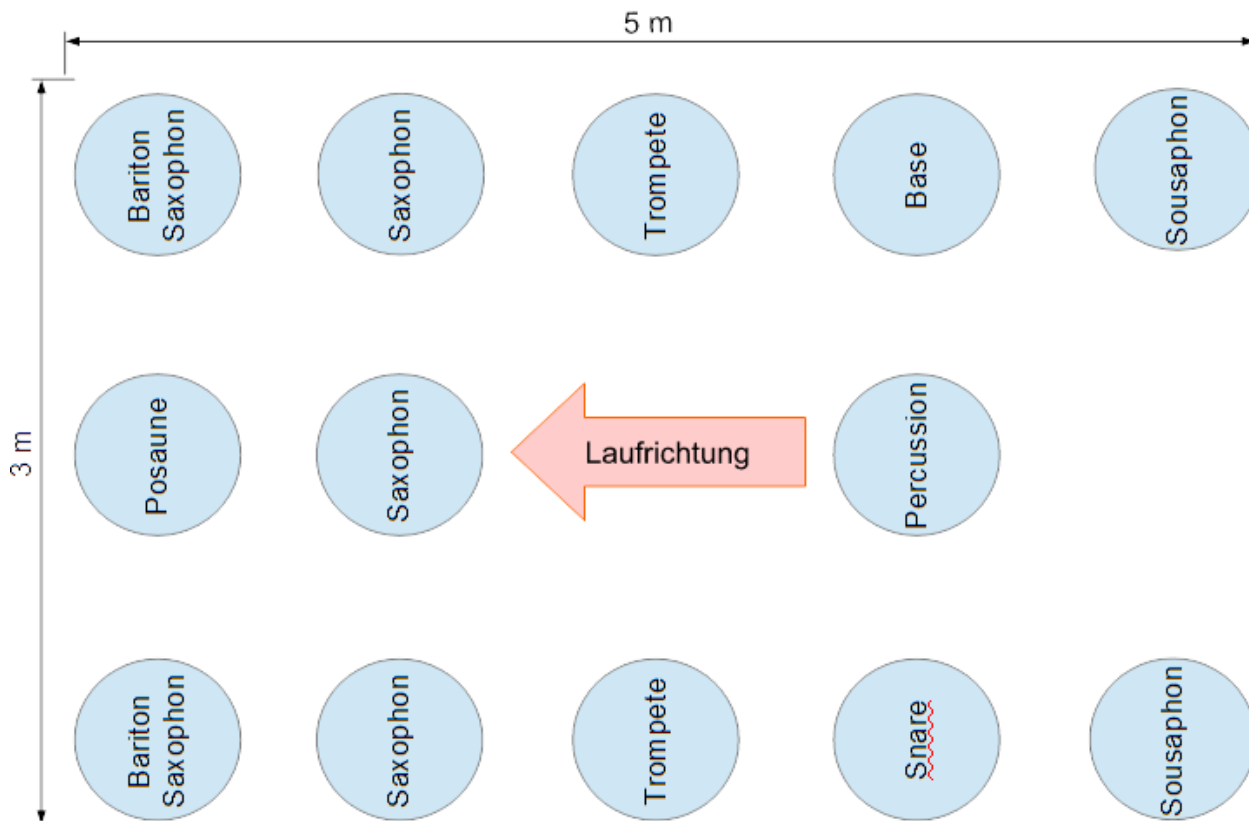 5 m
Bariton
Saxophon
Saxophon
Trompete
Base
Sousaphon
3 m
Posaune
Saxophon
Laufrichtung
Percussion
Bariton
Saxophon
Saxophon
Trompete
Snare
Sousaphon